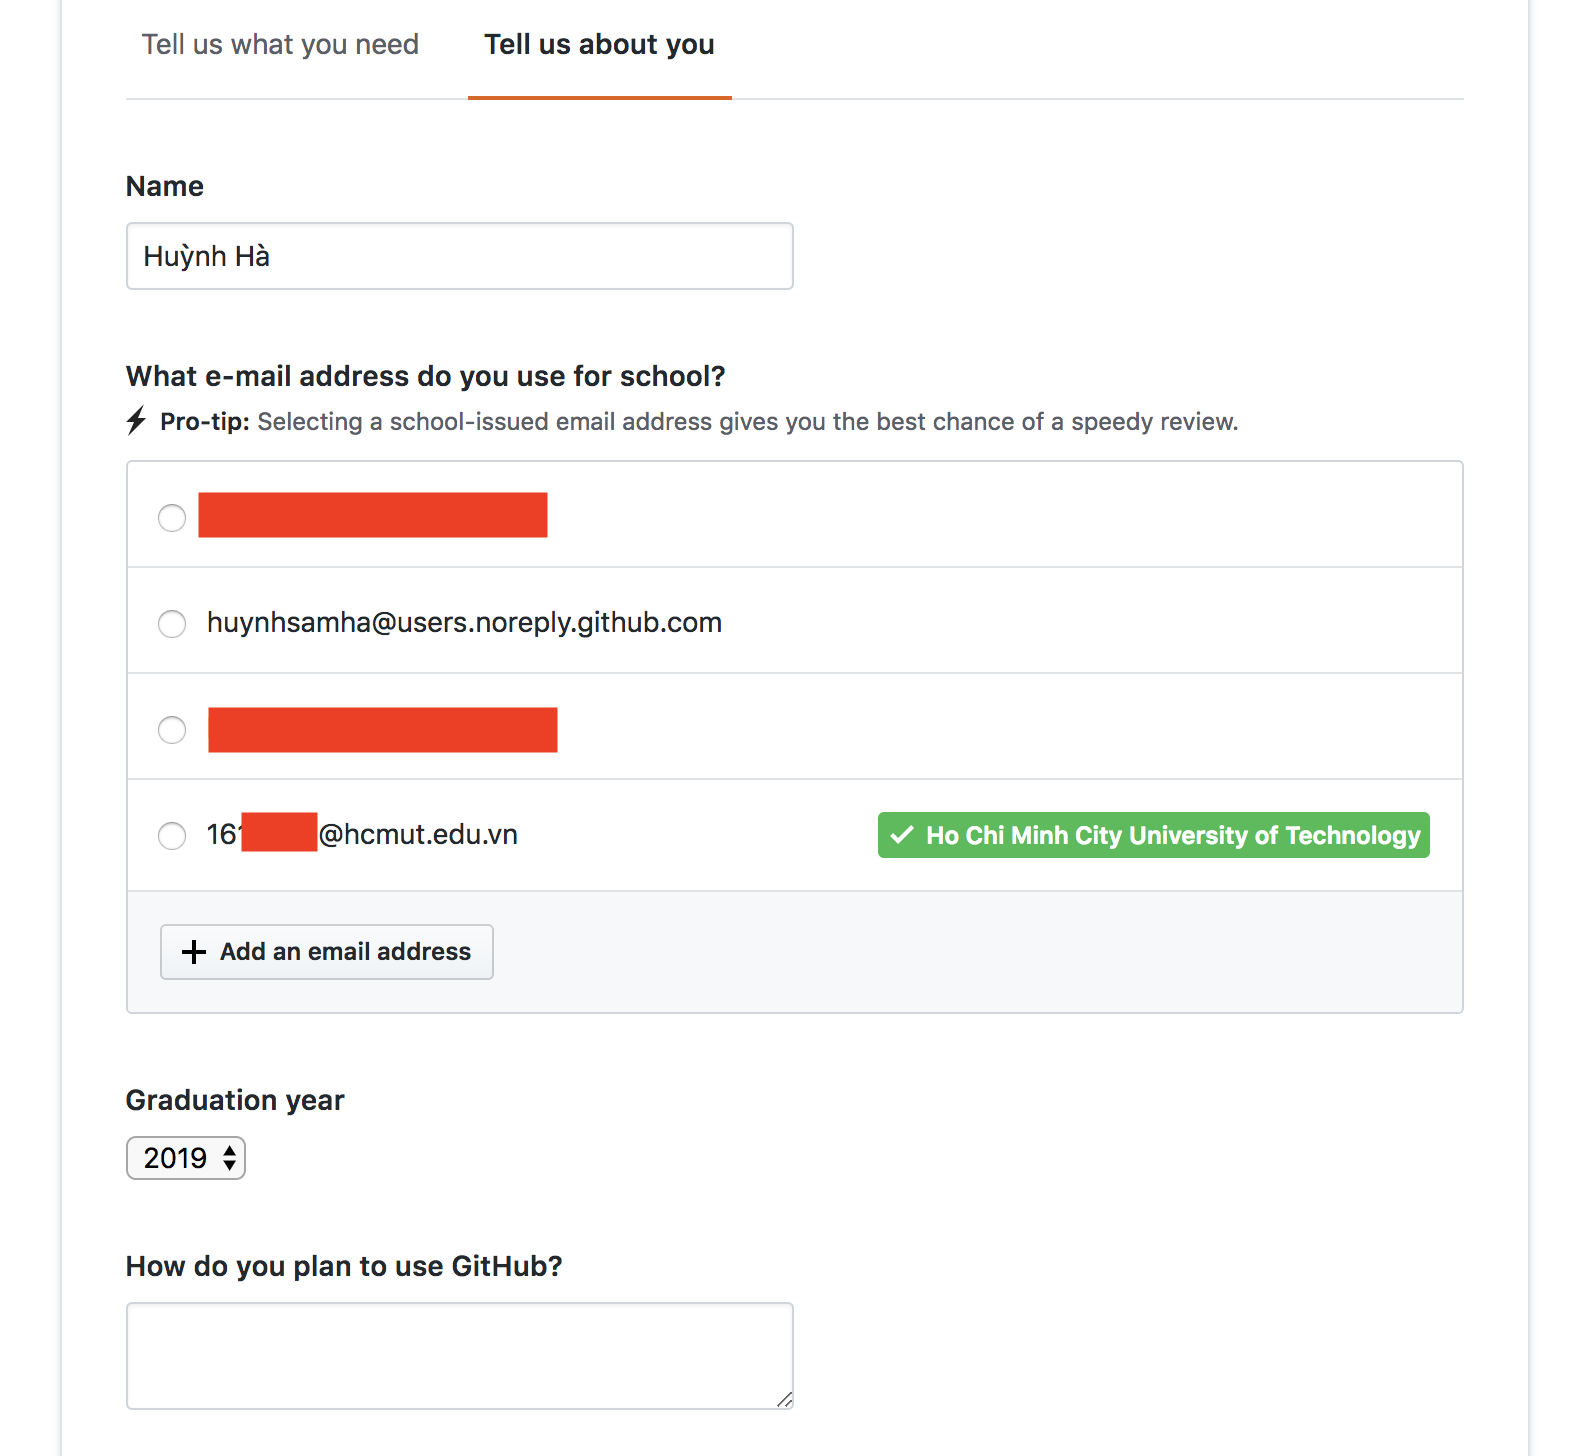 Tell us what you need Tell us about you
Name
Huỳnh Hà
What e-mail address do you use for school?
Pro-tip: Selecting a school-issued email address gives you the best chance of a speedy review.
huynhsamha@users.noreply.github.com
16 @hcmut.edu.vn Ho Chi Minh City University of Technology
Add an email address
Graduation year
2019
How do you plan to use GitHub?